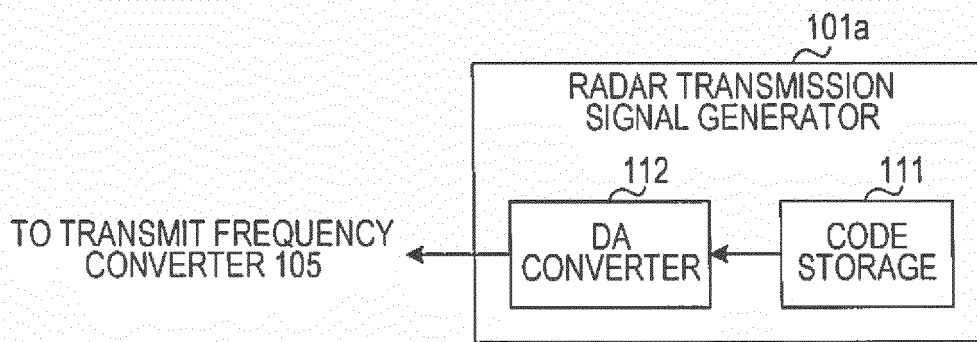 101a
RADAR TRANSMISSION
SIGNAL GENERATOR
112
111
TO TRANSMIT FREQUENCY
CONVERTER 105
DA
CONVERTER
CODE
STORAGE